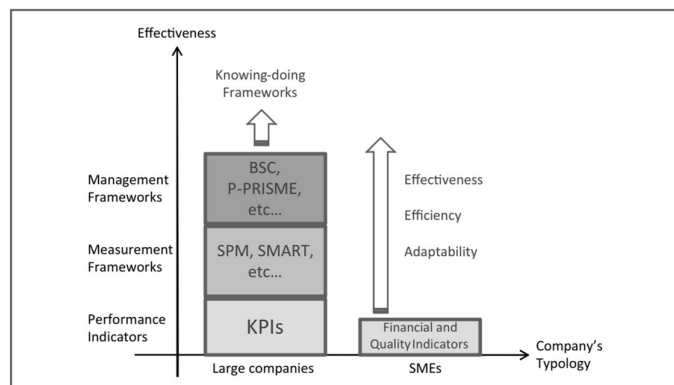 Effectiveness
Knowing-doing
Frameworks
Management
Frameworks
BSC,
P-PRISME,
etc...
Effectiveness
Efficiency
Adaptability
Measurement
Frameworks
SPM, SMART,
etc...
Performance
Indicators
KPIs
Financial and
Quality Indicators
Company's
Typology
Large companies
SMEs